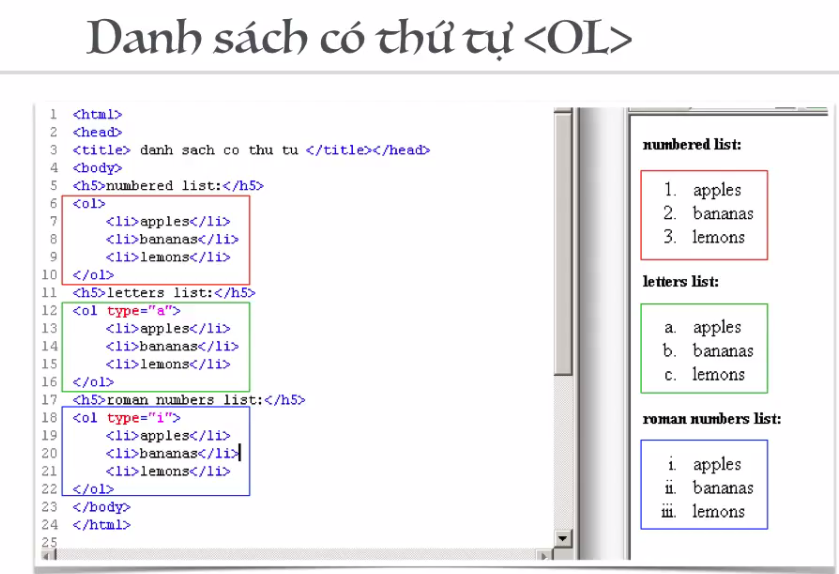 Danh sách có thứ tự <OL>
1 <html>
2 <head>
3 <title> danh sach co thu tu </title></head>
4 <body>
5 <h5>numbered list:</h5>
6 <ol>
7 <li>apples</li>
8 <li>bananas</li>
9 <li>lemons</li>
10 </ol>
11 <h5>letters list:</h5>
12 <ol type="a">
13 <li>apples</li>
14 <li>bananas</li>
15 <li>lemons</li>
16 </ol>
17 <h5>roman numbers list:</h5>
18 <ol type="i">
19 <li>apples</li>
20 <li>bananas</li>
21 <li>lemons</li>
22 </ol>
23 </body>
24 </html>
25
numbered list:
1. apples
2. bananas
3. lemons
letters list:
a. apples
b. bananas
c. lemons
roman numbers list:
i. apples
ii. bananas
iii. lemons